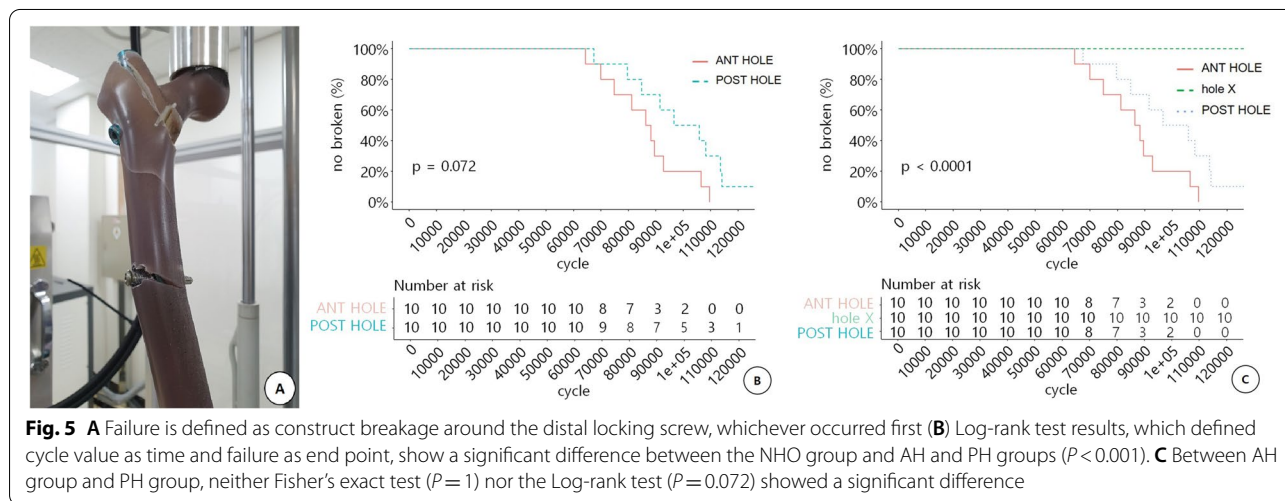 A
no broken (%)
100%
80%
60%
40%
20%
0%
ANT HOLE
POST HOLE
p = 0.072
0 10000 20000 30000 40000 50000 60000 70000 80000 90000 1e+05 110000 120000
cycle
Number at risk
ANT HOLE 10 10 10 10 10 10 10 8 7 3 2 0 0
POST HOLE 10 10 10 10 10 10 10 9 8 7 5 3 1
0 10000 20000 30000 40000 50000 60000 70000 80000 90000 1e+05 110000 120000
cycle
B
no broken (%)
100%
80%
60%
40%
20%
0%
ANT HOLE
hole X
POST HOLE
p < 0.0001
0 10000 20000 30000 40000 50000 60000 70000 80000 90000 1e+05 110000 120000
cycle
Number at risk
ANT HOLE 10 10 10 10 10 10 10 8 7 3 2 0 0
hole X 10 10 10 10 10 10 10 10 10 10 10 10 10
POST HOLE 10 10 10 10 10 10 10 8 7 3 2 0 0
0 10000 20000 30000 40000 50000 60000 70000 80000 90000 1e+05 110000 120000
cycle
C
Fig. 5 A Failure is defined as construct breakage around the distal locking screw, whichever occurred first (B) Log-rank test results, which defined
cycle value as time and failure as end point, show a significant difference between the NHO group and AH and PH groups (P < 0.001). C Between AH
group and PH group, neither Fisher's exact test (P = 1) nor the Log-rank test (P = 0.072) showed a significant difference